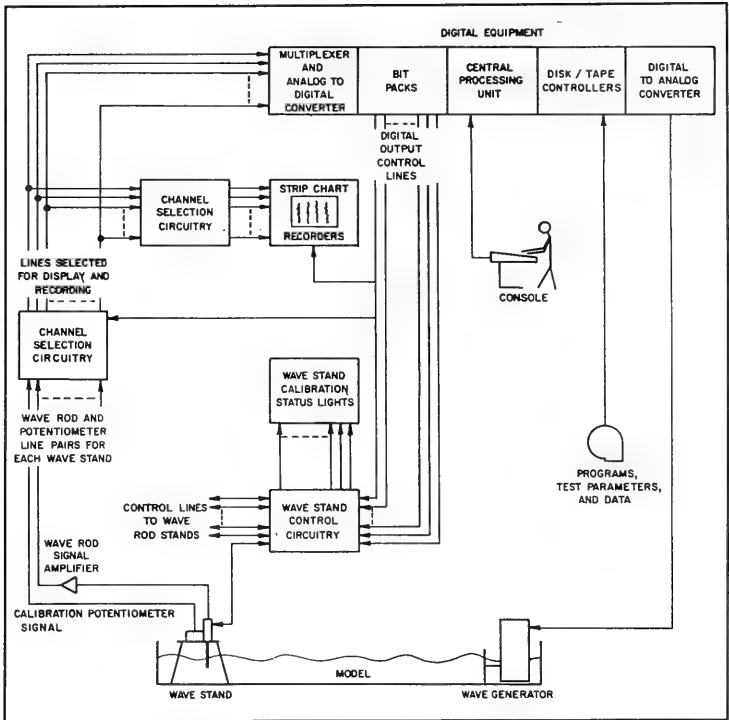 DIGITAL EQUIPMENT
MULTIPLEXER
AND
ANALOG TO
DIGITAL
CONVERTER
BIT
PACKS
CENTRAL
PROCESSING
UNIT
DISK / TAPE
CONTROLLERS
DIGITAL
TO ANALOG
CONVERTER
DIGITAL
OUTPUT
CONTROL
LINES
CHANNEL
SELECTION
CIRCUITRY
STRIP CHART
RECORDERS
LINES SELECTED
FOR DISPLAY AND
RECORDING
CONSOLE
CHANNEL
SELECTION
CIRCUITRY
WAVE STAND
CALIBRATION
STATUS LIGHTS
WAVE ROD AND
POTENTIOMETER
LINE PAIRS FOR
EACH WAVE STAND
PROGRAMS,
TEST PARAMETERS,
AND DATA
CONTROL LINES
TO WAVE
ROD STANDS
WAVE STAND
CONTROL
CIRCUITRY
WAVE ROD
SIGNAL
AMPLIFIER
CALIBRATION POTENTIOMETER
SIGNAL
MODEL
WAVE STAND
WAVE GENERATOR